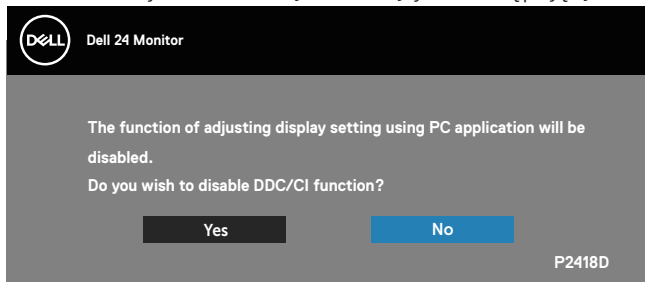 DELL
Dell 24 Monitor
The function of adjusting display setting using PC application will be
disabled.
Do you wish to disable DDC/CI function?
Yes
No
P2418D